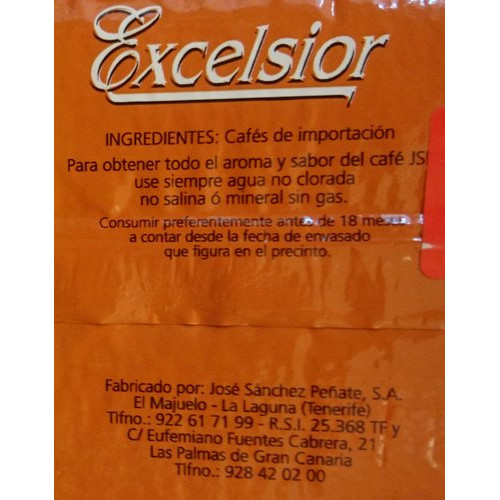 Excelsior
INGREDIENTES: Cafés de importación
Para obtener todo el aroma y sabor del café JSP
use siempre agua no clorada
no salina ó mineral sin gas.
Consumir preferentemente antes de 18 meses
a contar desde la fecha de envasado
que figura en el precinto.
Fabricado por: José Sánchez Peñate, S.A.
El Majuelo - La Laguna (Tenerife)
Tlfno.: 922 61 71 99 - R.S.I. 25.368 TF y
C/ Eufemiano Fuentes Cabrera, 21
Las Palmas de Gran Canaria
Tlfno.: 928 42 02 00